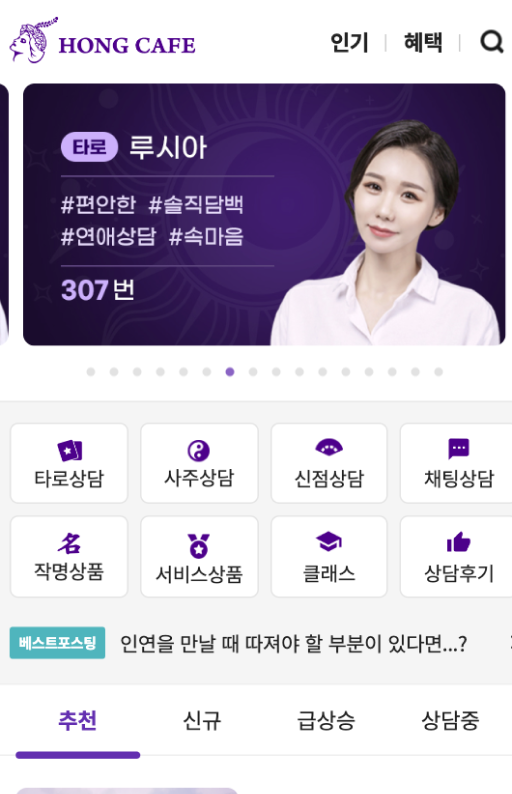 HONG CAFE
인기
혜택
타로 루시아
#편안한 #솔직담백
#연애상담 #속마음
307번
타로상담
사주상담
신점상담
채팅상담
名
작명상품
서비스상품
클래스
상담후기
베스트포스팅 인연을 만날 때 따져야 할 부분이 있다면...?
추천
신규
급상승
상담중